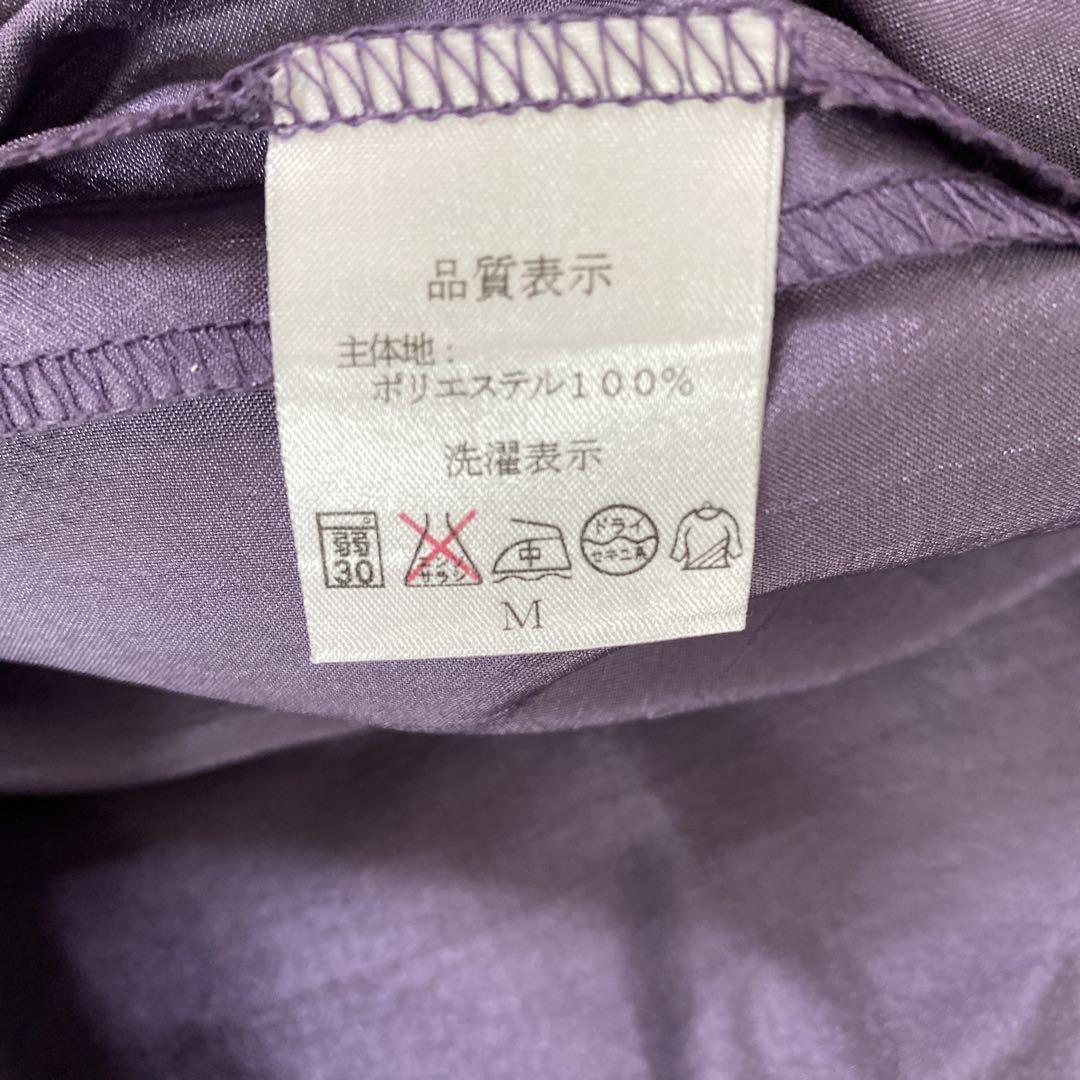 品質表示
主体地：
ポリエステル１００％
洗濯表示
弱
30
エンソ
サラシ
中
ドライ
セキユ系
M